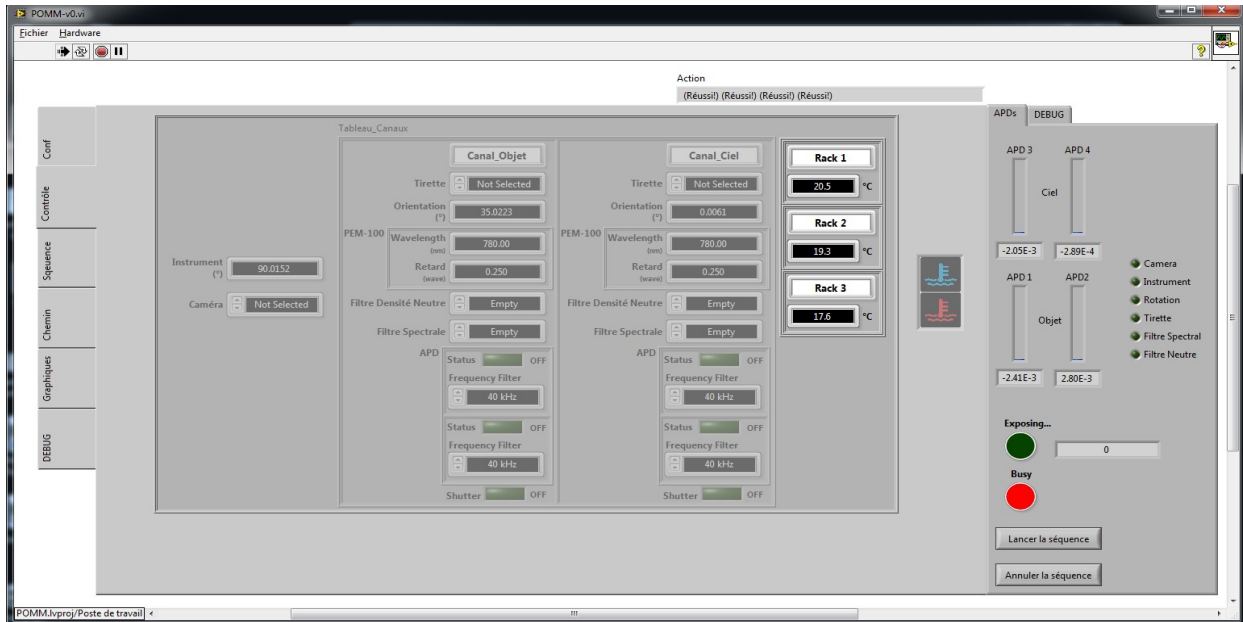 POMM-v0.vi
Fichier Hardware
Action
(Réussi!) (Réussi!) (Réussi!) (Réussi!)
Conf
Contrôle
Sqeuence
Chemin
Graphiques
DEBUG
Instrument (°) 90.0152
Caméra Not Selected
Tableau_Canaux
Canal_Objet
Tirette Not Selected
Orientation (°) 35.0223
PEM-100
Wavelength (nm) 780.00
Retard (wave) 0.250
Filtre Densité Neutre Empty
Filtre Spectrale Empty
APD
Status OFF
Frequency Filter
40 kHz
Status OFF
Frequency Filter
40 kHz
Shutter OFF
Canal_Ciel
Tirette Not Selected
Orientation (°) 0.0061
PEM-100
Wavelength (nm) 780.00
Retard (wave) 0.250
Filtre Densité Neutre Empty
Filtre Spectrale Empty
APD
Status OFF
Frequency Filter
40 kHz
Status OFF
Frequency Filter
40 kHz
Shutter OFF
Rack 1
20.5 °C
Rack 2
19.3 °C
Rack 3
17.6 °C
APDs DEBUG
APD 3 APD 4
Ciel
-2.05E-3 -2.89E-4
APD 1 APD2
Objet
-2.41E-3 2.80E-3
Camera
Instrument
Rotation
Tirette
Filtre Spectral
Filtre Neutre
Exposing...
0
Busy
Lancer la séquence
Annuler la séquence
POMM.lvproj/Poste de travail